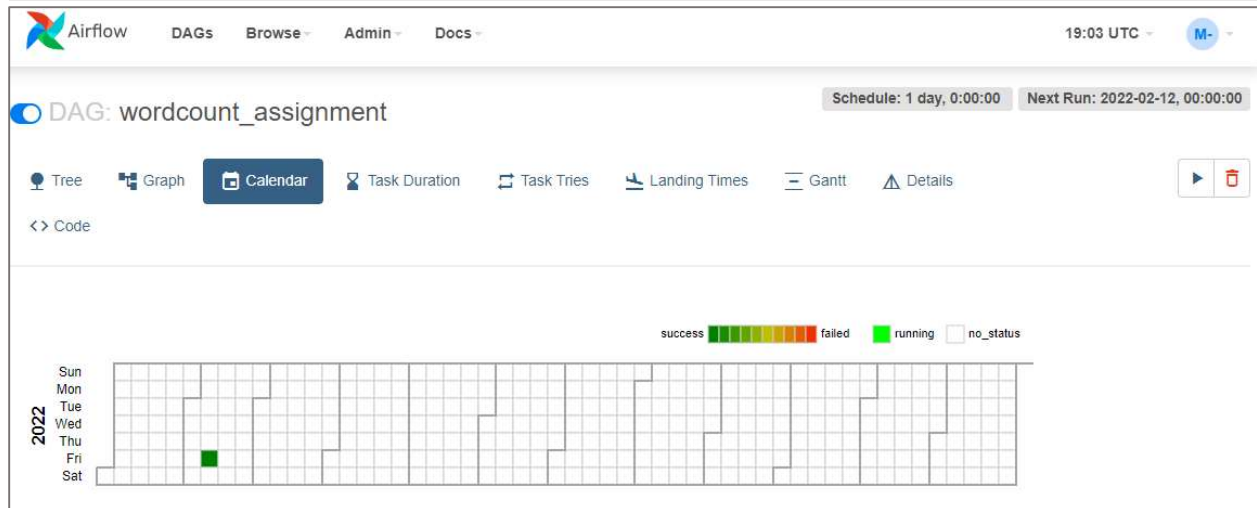 Airflow DAGs Browse Admin Docs 19:03 UTC M-
DAG: wordcount_assignment Schedule: 1 day, 0:00:00 Next Run: 2022-02-12, 00:00:00
Tree Graph Calendar Task Duration Task Tries Landing Times Gantt Details
<> Code
success failed running no_status
Sun
Mon
Tue
2022
Wed
Thu
Fri
Sat